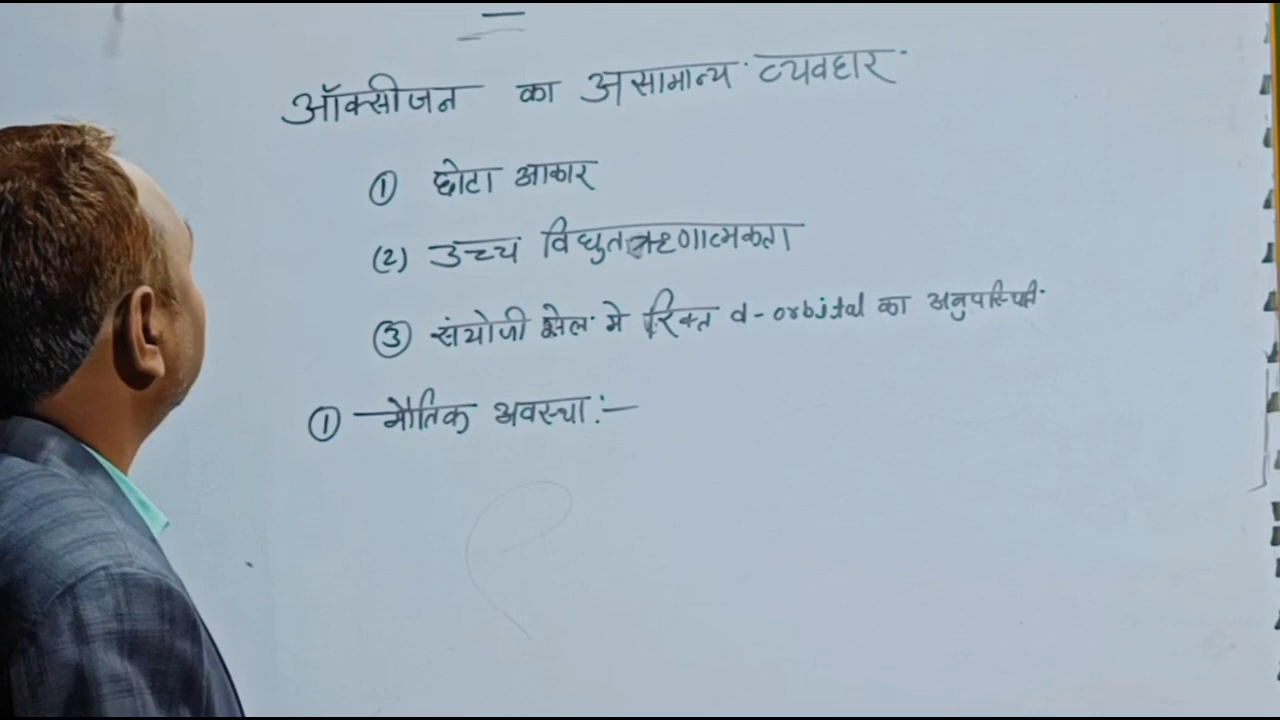 ऑक्सीजन का असामान्य व्यवहार
① छोटा आकार
(2) उच्च विधुतऋणात्मकता
③ संयोजी सेल मे रिक्त d-orbital का अनुपस्थिती
① भौतिक अवस्था:-